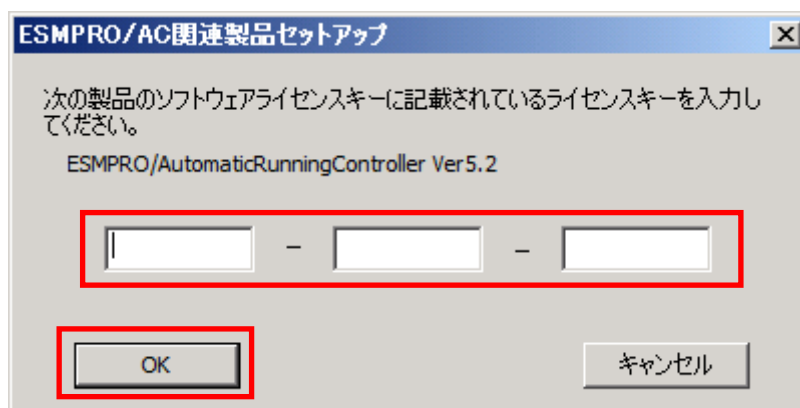 ESMPRO/AC関連製品セットアップ
次の製品のソフトウェアライセンスキーに記載されているライセンスキーを入力し
てください。
ESMPRO/AutomaticRunningController Ver5.2
– –
OK キャンセル